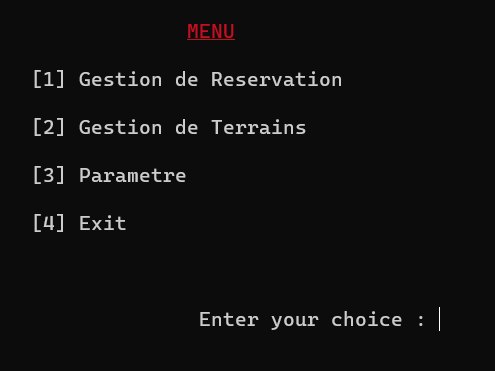 MENU
[1] Gestion de Reservation
[2] Gestion de Terrains
[3] Parametre
[4] Exit
Enter your choice :